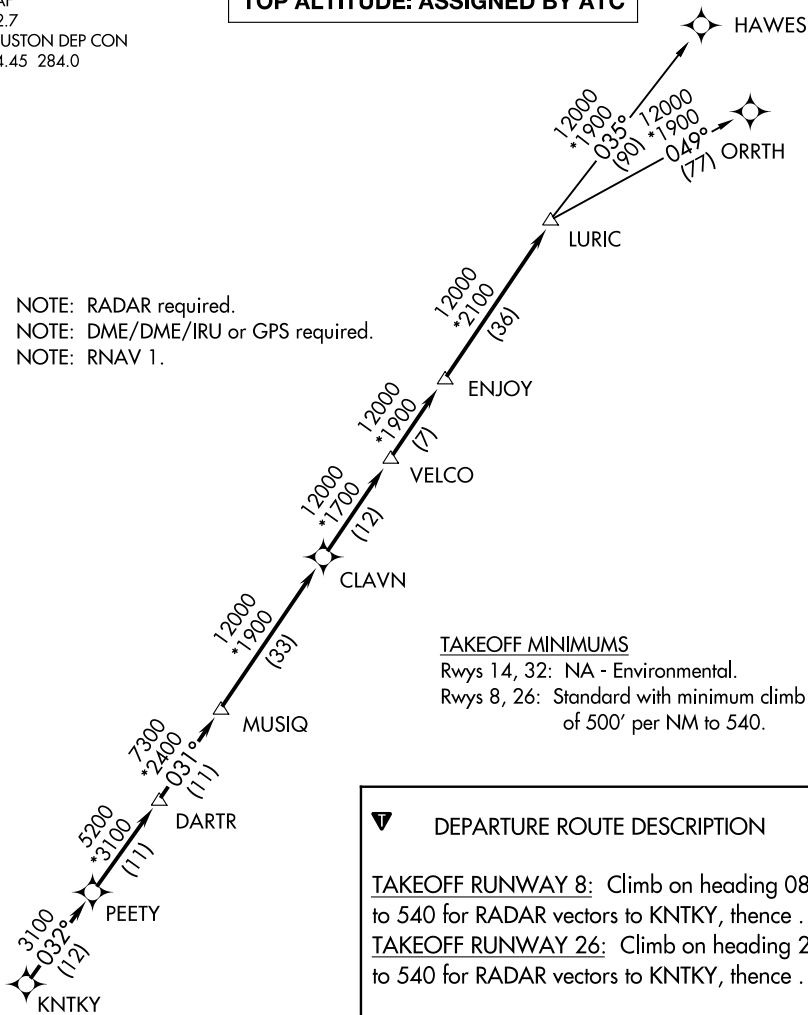 2.7
USTON DEP CON
4.45 284.0
TOP ALTITUDE: ASSIGNED BY ATC
HAWES
12000
*1900
035°
(90)
12000
*1900
049°
(77)
ORRTH
LURIC
12000
*2100
(36)
NOTE: RADAR required.
NOTE: DME/DME/IRU or GPS required.
NOTE: RNAV 1.
ENJOY
12000
*1900
(7)
VELCO
12000
*1700
(12)
CLAVN
12000
*1900
(33)
TAKEOFF MINIMUMS
Rwys 14, 32: NA - Environmental.
Rwys 8, 26: Standard with minimum climb
of 500' per NM to 540.
MUSIQ
7300
*2400
031°
(11)
DARTR
5200
*3100
(11)
PEETY
3100
032°
(12)
KNTKY
T DEPARTURE ROUTE DESCRIPTION
TAKEOFF RUNWAY 8: Climb on heading 08
to 540 for RADAR vectors to KNTKY, thence .
TAKEOFF RUNWAY 26: Climb on heading 2
to 540 for RADAR vectors to KNTKY, thence .